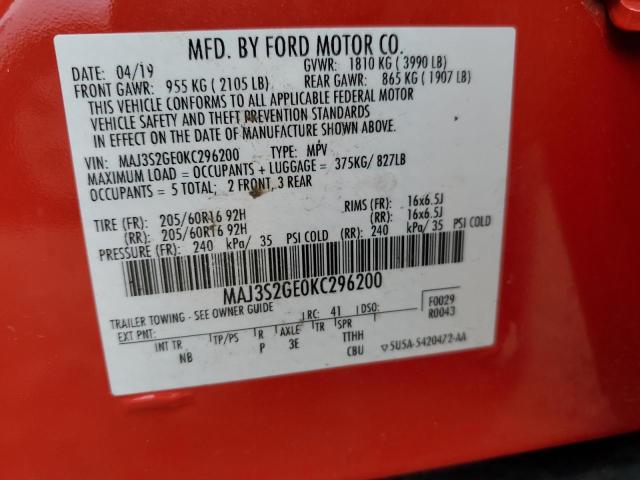 MFD. BY FORD MOTOR CO.
DATE: 04/19 GVWR: 1810 KG ( 3990 LB)
FRONT GAWR: 955 KG ( 2105 LB) REAR GAWR: 865 KG ( 1907 LB)
THIS VEHICLE CONFORMS TO ALL APPLICABLE FEDERAL MOTOR
VEHICLE SAFETY AND THEFT PREVENTION STANDARDS
IN EFFECT ON THE DATE OF MANUFACTURE SHOWN ABOVE.
VIN: MAJ3S2GE0KC296200 TYPE: MPV
MAXIMUM LOAD = OCCUPANTS + LUGGAGE = 375KG/ 827LB
OCCUPANTS = 5 TOTAL; 2 FRONT, 3 REAR
TIRE (FR): 205/60R16 92H RIMS (FR): 16x6.5J
(RR): 205/60R16 92H (RR): 16x6.5J
PRESSURE (FR): 240 kPa/ 35 PSI COLD (RR): 240 kPa/ 35 PSI COLD
MAJ3S2GE0KC296200
TRAILER TOWING - SEE OWNER GUIDE
EXT PNT: RC: 41 DSO: F0029
R0043
INT TR TP/PS R AXLE TR SPR
NB P 3E TTHH
CBU 5U5A-5420472-AA